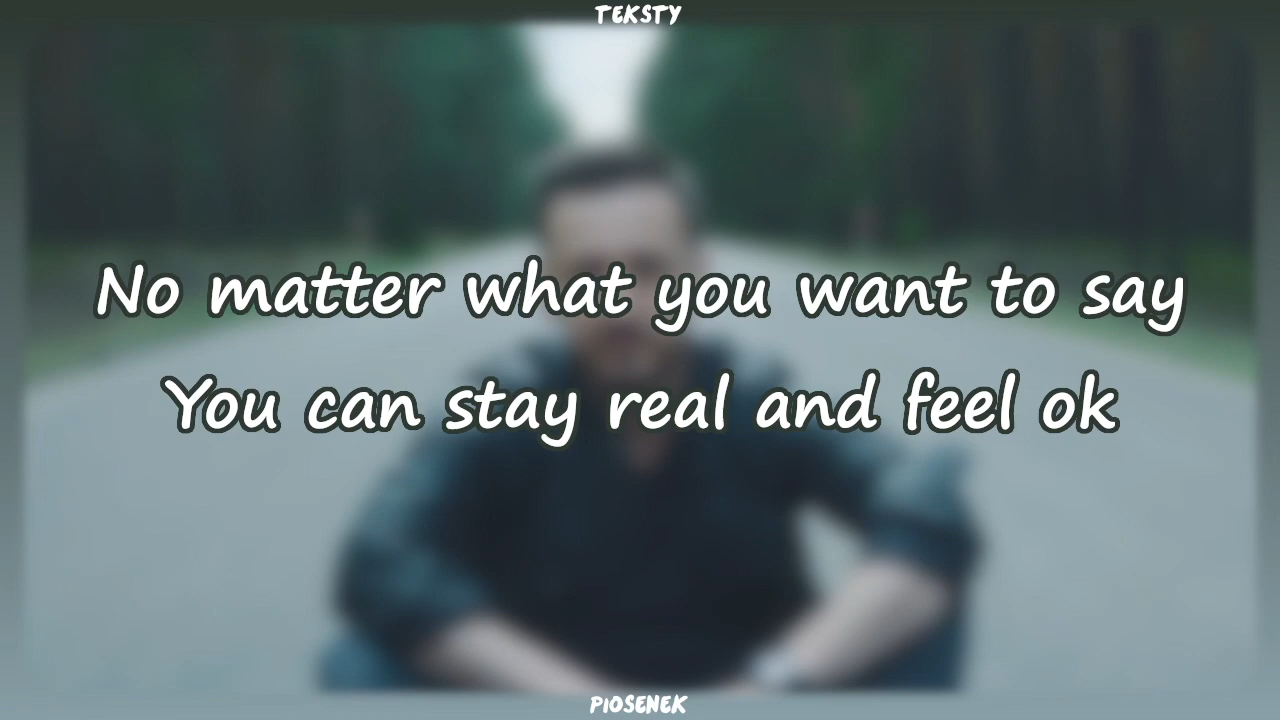 TEKSTY
No matter what you want to say
You can stay real and feel ok
PIOSENEK